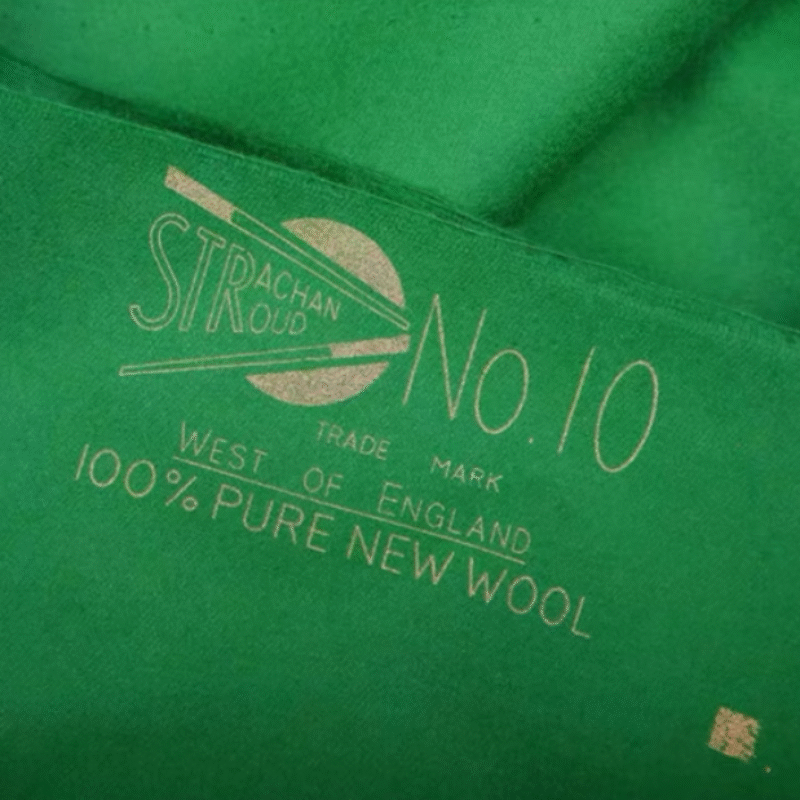 STRACHAN
STROUD
No. 10
TRADE MARK
WEST OF ENGLAND
100% PURE NEW WOOL